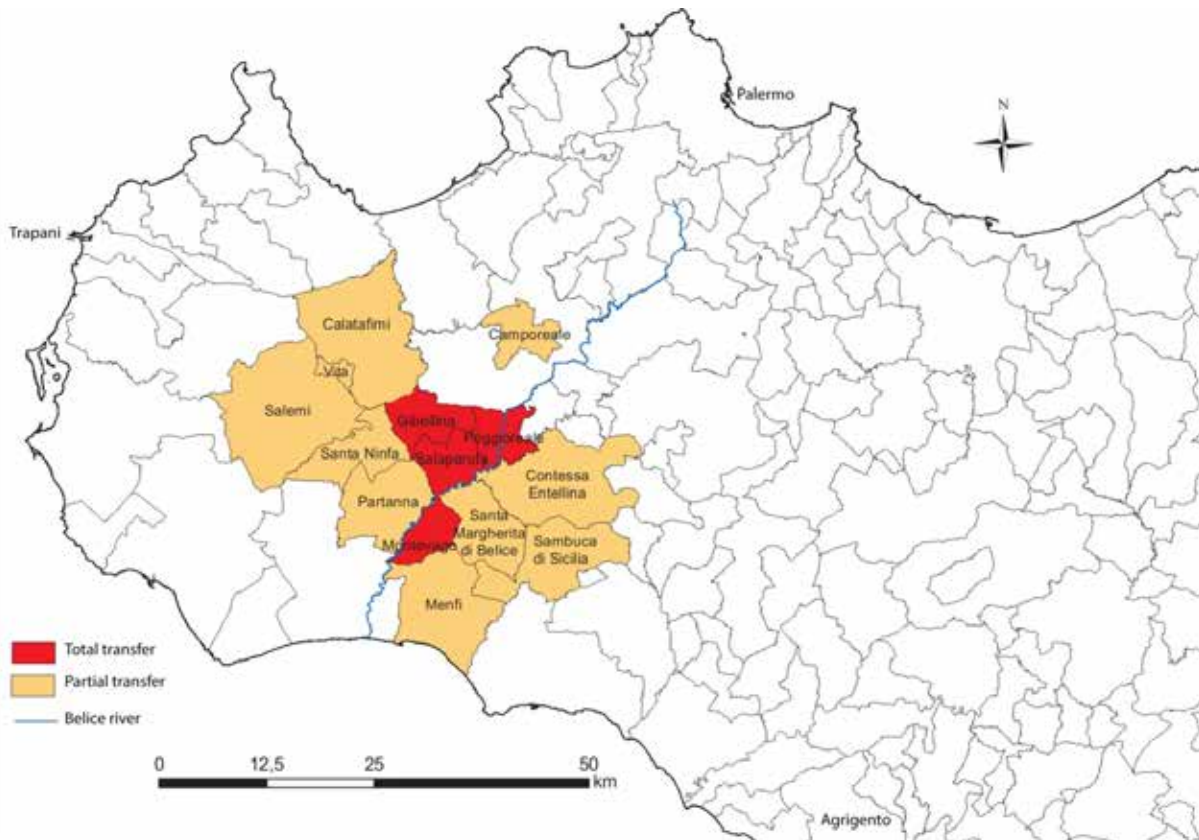 Palermo
N
Trapani
Calatafimi
Camporeale
Vita
Salemi
Gibellina
Poggioreale
Santa Ninfa
Salaparuta
Contessa
Entellina
Partanna
Santa
Margherita
di Belice
Montevago
Sambuca
di Sicilia
Menfi
Total transfer
Partial transfer
Belice river
0 12,5 25 50
km
Agrigento